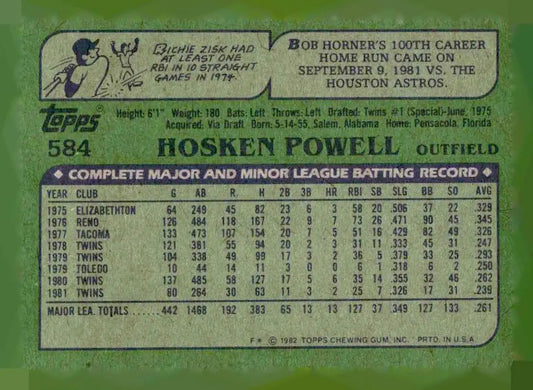 RICHIE ZISK HAD
AT LEAST ONE
RBI IN 10 STRAIGHT
GAMES IN 1974.
BOB HORNER'S 100TH CAREER
HOME RUN CAME ON
SEPTEMBER 9, 1981 VS. THE
HOUSTON ASTROS.
TOPPS
Height: 6'1" Weight: 180 Bats: Left Throws: Left Drafted: Twins #1 (Special)-June, 1975
Acquired: Via Draft Born: 5-14-55, Salem, Alabama Home: Pensacola, Florida
584 HOSKEN POWELL OUTFIELD
◆ COMPLETE MAJOR AND MINOR LEAGUE BATTING RECORD ◆
YEAR CLUB G AB R. H 2B 3B HR RBI SB SLG BB SO AVG
1975 ELIZABETHTON 64 249 45 82 23 6 3 58 20 .506 37 22 .329
1976 RENO 126 484 118 167 22 9 7 73 26 .471 90 45 .345
1977 TACOMA 133 473 107 154 20 7 5 51 16 .429 82 49 .326
1978 TWINS 121 381 55 94 20 2 3 31 11 .333 45 31 .247
1979 TWINS 104 338 49 99 17 3 2 36 5 .379 33 25 .293
1979 TOLEDO 10 44 14 11 3 0 0 6 1 .318 6 2 .250
1980 TWINS 137 485 58 127 17 5 6 35 14 .355 32 46 .262
1981 TWINS 80 264 30 63 11 3 2 25 7 .326 17 31 .239
MAJOR LEA. TOTALS ...... 442 1468 192 383 65 13 13 127 37 .349 127 133 .261
F* © 1982 TOPPS CHEWING GUM, INC. PRTD. IN U.S.A.